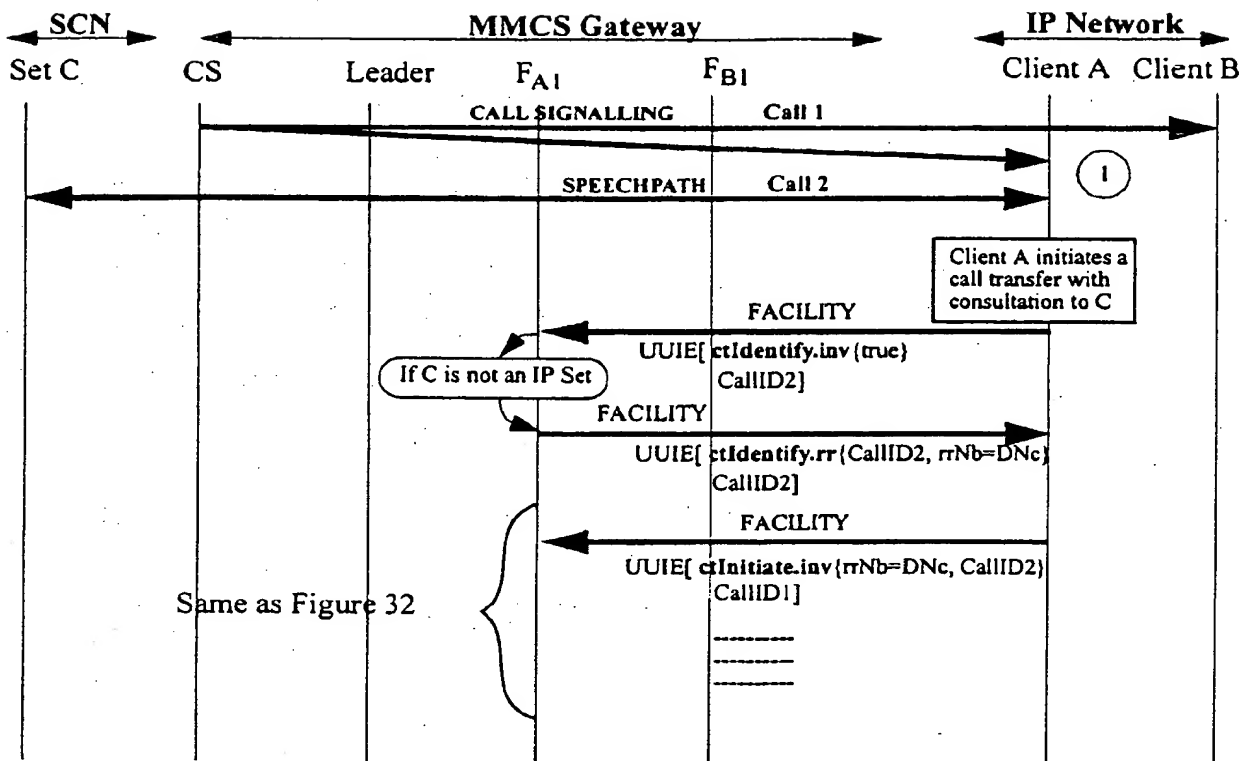 SCN MMCS Gateway IP Network
Set C CS Leader FA1 FB1 Client A Client B
CALL SIGNALLING Call 1
1
SPEECHPATH Call 2
Client A initiates a
call transfer with
consultation to C
FACILITY
UUIE[ ctIdentify.inv{true}
CallID2]
If C is not an IP Set
FACILITY
UUIE[ ctIdentify.rr{CallID2, rrNb=DNc}
CallID2]
FACILITY
UUIE[ ctInitiate.inv{rrNb=DNc, CallID2}
CallID1]
Same as Figure 32